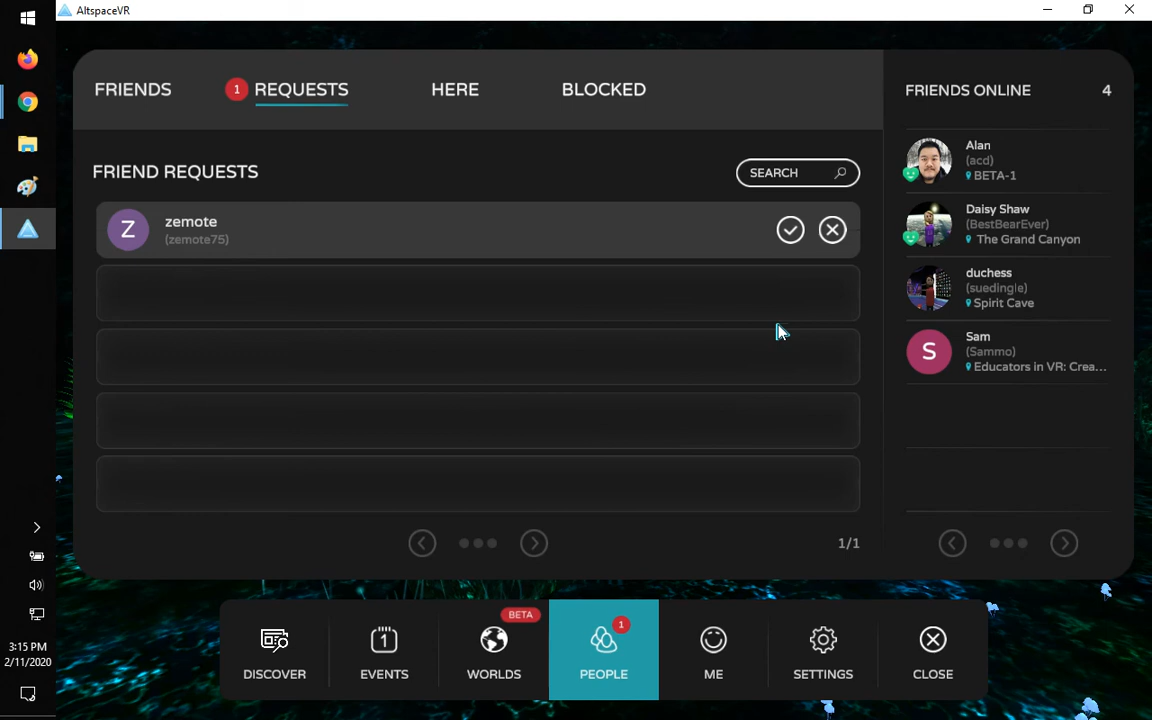 AltspaceVR
FRIENDS
1 REQUESTS
HERE
BLOCKED
FRIEND REQUESTS
SEARCH
Z
zemote
(zemote75)
1/1
FRIENDS ONLINE 4
Alan
(acd)
BETA-1
Daisy Shaw
(BestBearEver)
The Grand Canyon
duchess
(suedingle)
Spirit Cave
S
Sam
(Sammo)
Educators in VR: Crea...
DISCOVER
1
EVENTS
BETA
WORLDS
1
PEOPLE
ME
SETTINGS
CLOSE
3:15 PM
2/11/2020